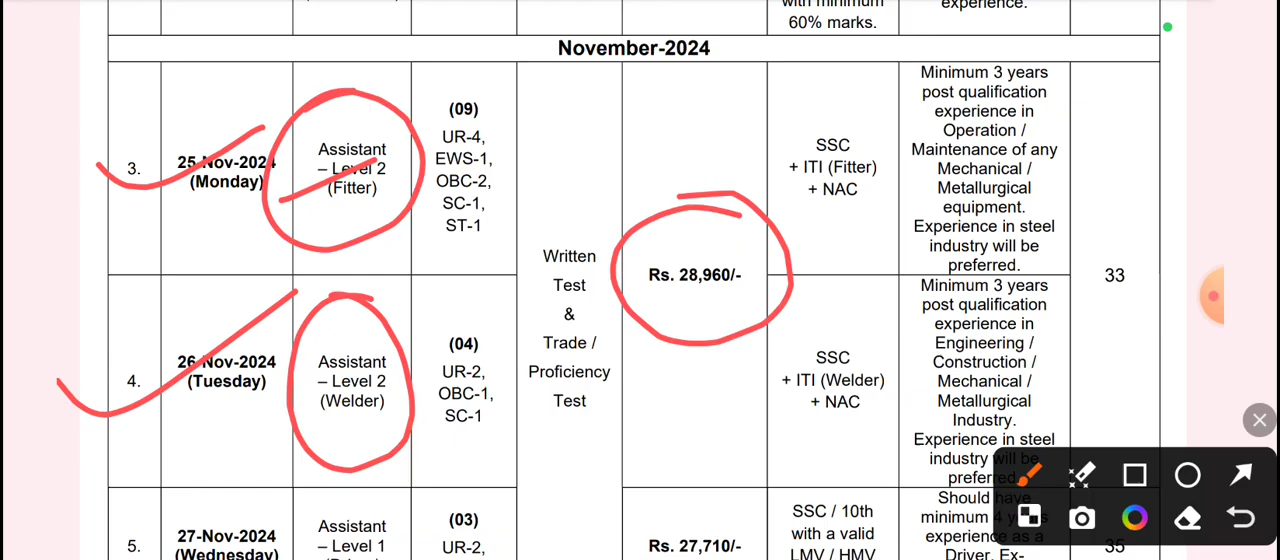 with minimum
60% marks.
experience.
November-2024
3.
25-Nov-2024
(Monday)
Assistant
– Level 2
(Fitter)
(09)
UR-4,
EWS-1,
OBC-2,
SC-1,
ST-1
Written
Test
&
Trade /
Proficiency
Test
Rs. 28,960/-
SSC
+ ITI (Fitter)
+ NAC
Minimum 3 years
post qualification
experience in
Operation /
Maintenance of any
Mechanical /
Metallurgical
equipment.
Experience in steel
industry will be
preferred.
33
4.
26-Nov-2024
(Tuesday)
Assistant
– Level 2
(Welder)
(04)
UR-2,
OBC-1,
SC-1
SSC
+ ITI (Welder)
+ NAC
Minimum 3 years
post qualification
experience in
Engineering /
Construction /
Mechanical /
Metallurgical
Industry.
Experience in steel
industry will be
preferred.
5.
27-Nov-2024
(Wednesday)
Assistant
– Level 1
(03)
UR-2,
Rs. 27,710/-
SSC / 10th
with a valid
LMV / HMV
Should have
minimum 4 years
experience as a
Driver. Ex-
35